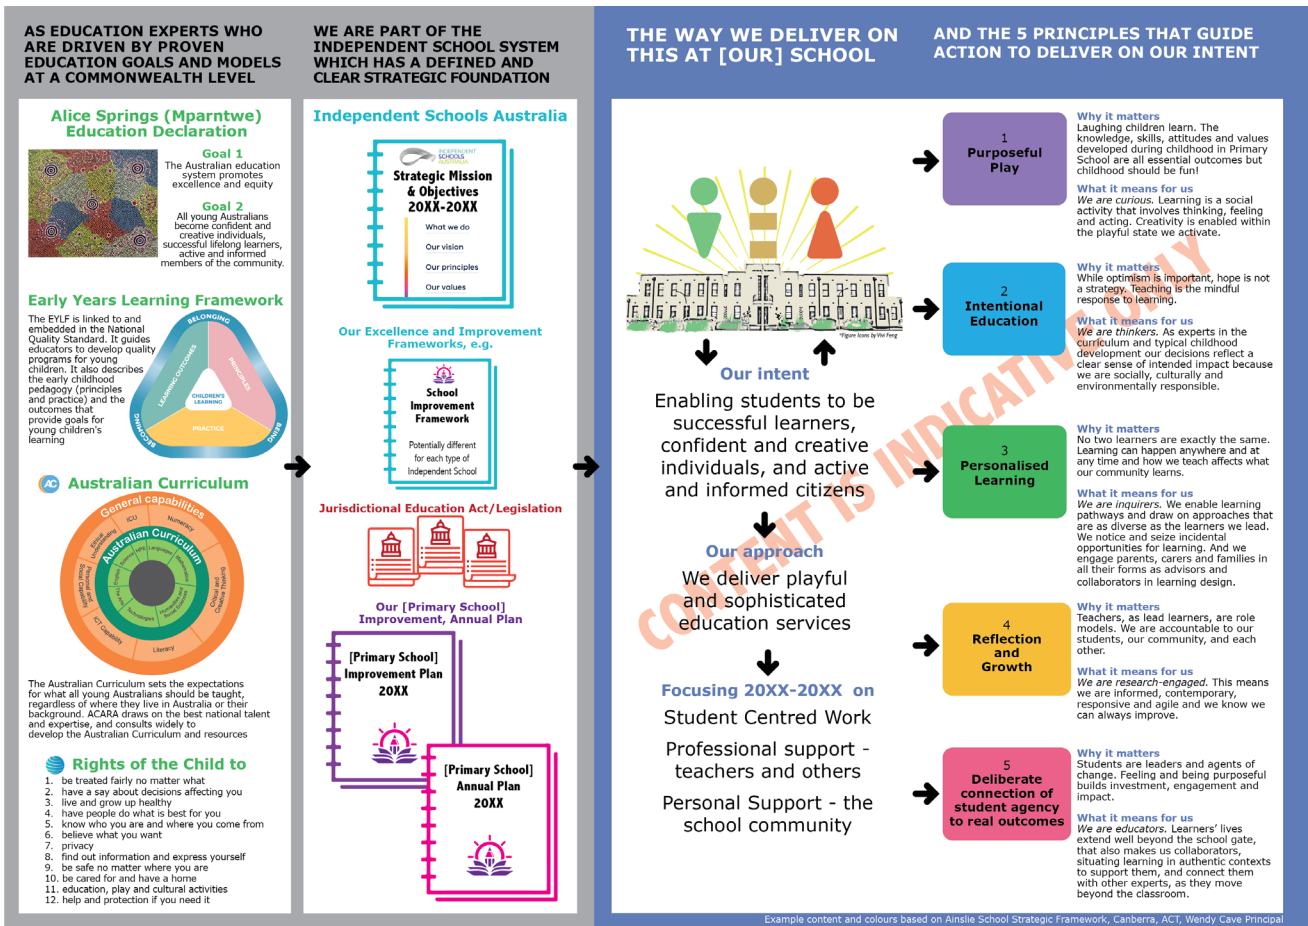 AS EDUCATION EXPERTS WHO
ARE DRIVEN BY PROVEN
EDUCATION GOALS AND MODELS
AT A COMMONWEALTH LEVEL
Alice Springs (Mparntwe)
Education Declaration
Goal 1
The Australian education
system promotes
excellence and equity
Goal 2
All young Australians
become confident and
creative individuals,
successful lifelong learners,
active and informed
members of the community.
Early Years Learning Framework
The EYLF is linked to and
embedded in the National
Quality Standard. It guides
educators to develop quality
programs for young
children. It also describes
the early childhood
pedagogy (principles
and practice) and the
outcomes that
provide goals for
young children's
learning
BELONGING
LEARNING OUTCOMES
PRINCIPLES
CHILDREN'S
LEARNING
PRACTICE
BECOMING
BEING
AC
Australian Curriculum
General capabilities
ICU
Numeracy
Ethical
Understanding
Personal and
Social Capability
Critical and
Creative Thinking
ICT Capability
Literacy
Australian Curriculum
English
Science
HPE
Languages
Mathematics
The Arts
Technologies
Humanities and
Social Sciences
The Australian Curriculum sets the expectations
for what all young Australians should be taught,
regardless of where they live in Australia or their
background. ACARA draws on the best national talent
and expertise, and consults widely to
develop the Australian Curriculum and resources
Rights of the Child to
1. be treated fairly no matter what
2. have a say about decisions affecting you
3. live and grow up healthy
4. have people do what is best for you
5. know who you are and where you come from
6. believe what you want
7. privacy
8. find out information and express yourself
9. be safe no matter where you are
10. be cared for and have a home
11. education, play and cultural activities
12. help and protection if you need it
WE ARE PART OF THE
INDEPENDENT SCHOOL SYSTEM
WHICH HAS A DEFINED AND
CLEAR STRATEGIC FOUNDATION
Independent Schools Australia
INDEPENDENT
SCHOOLS
AUSTRALIA
Strategic Mission
& Objectives
20XX-20XX
What we do
Our vision
Our principles
Our values
Our Excellence and Improvement
Frameworks, e.g.
School
Improvement
Framework
Potentially different
for each type of
Independent School
Jurisdictional Education Act/Legislation
Our [Primary School]
Improvement, Annual Plan
[Primary School]
Improvement Plan
20XX
[Primary School]
Annual Plan
20XX
THE WAY WE DELIVER ON
THIS AT [OUR] SCHOOL
*Figure Icons by Vivi Feng
Our intent
Enabling students to be
successful learners,
confident and creative
individuals, and active
and informed citizens
Our approach
We deliver playful
and sophisticated
education services
Focusing 20XX-20XX on
Student Centred Work
Professional support -
teachers and others
Personal Support - the
school community
CONTENT IS INDICATIVE ONLY
AND THE 5 PRINCIPLES THAT GUIDE
ACTION TO DELIVER ON OUR INTENT
1
Purposeful
Play
Why it matters
Laughing children learn. The
knowledge, skills, attitudes and values
developed during childhood in Primary
School are all essential outcomes but
childhood should be fun!
What it means for us
We are curious. Learning is a social
activity that involves thinking, feeling
and acting. Creativity is enabled within
the playful state we activate.
2
Intentional
Education
Why it matters
While optimism is important, hope is not
a strategy. Teaching is the mindful
response to learning.
What it means for us
We are thinkers. As experts in the
curriculum and typical childhood
development our decisions reflect a
clear sense of intended impact because
we are socially, culturally and
environmentally responsible.
3
Personalised
Learning
Why it matters
No two learners are exactly the same.
Learning can happen anywhere and at
any time and how we teach affects what
our community learns.
What it means for us
We are inquirers. We enable learning
pathways and draw on approaches that
are as diverse as the learners we lead.
We notice and seize incidental
opportunities for learning. And we
engage parents, carers and families in
all their forms as advisors and
collaborators in learning design.
4
Reflection
and
Growth
Why it matters
Teachers, as lead learners, are role
models. We are accountable to our
students, our community, and each
other.
What it means for us
We are research-engaged. This means
we are informed, contemporary,
responsive and agile and we know we
can always improve.
5
Deliberate
connection of
student agency
to real outcomes
Why it matters
Students are leaders and agents of
change. Feeling and being purposeful
builds investment, engagement and
impact.
What it means for us
We are educators. Learners' lives
extend well beyond the school gate,
that also makes us collaborators,
situating learning in authentic contexts
to support them, and connect them
with other experts, as they move
beyond the classroom.
Example content and colours based on Ainslie School Strategic Framework, Canberra, ACT, Wendy Cave Principal